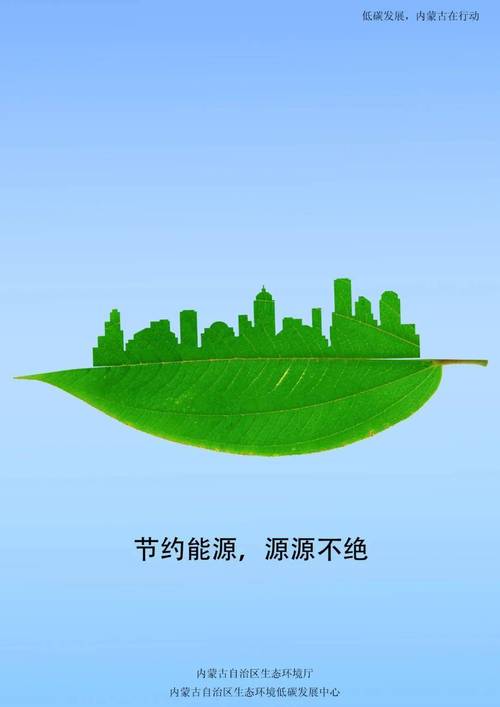 低碳发展，内蒙古在行动
节约能源，源源不绝
内蒙古自治区生态环境厅
内蒙古自治区生态环境低碳发展中心